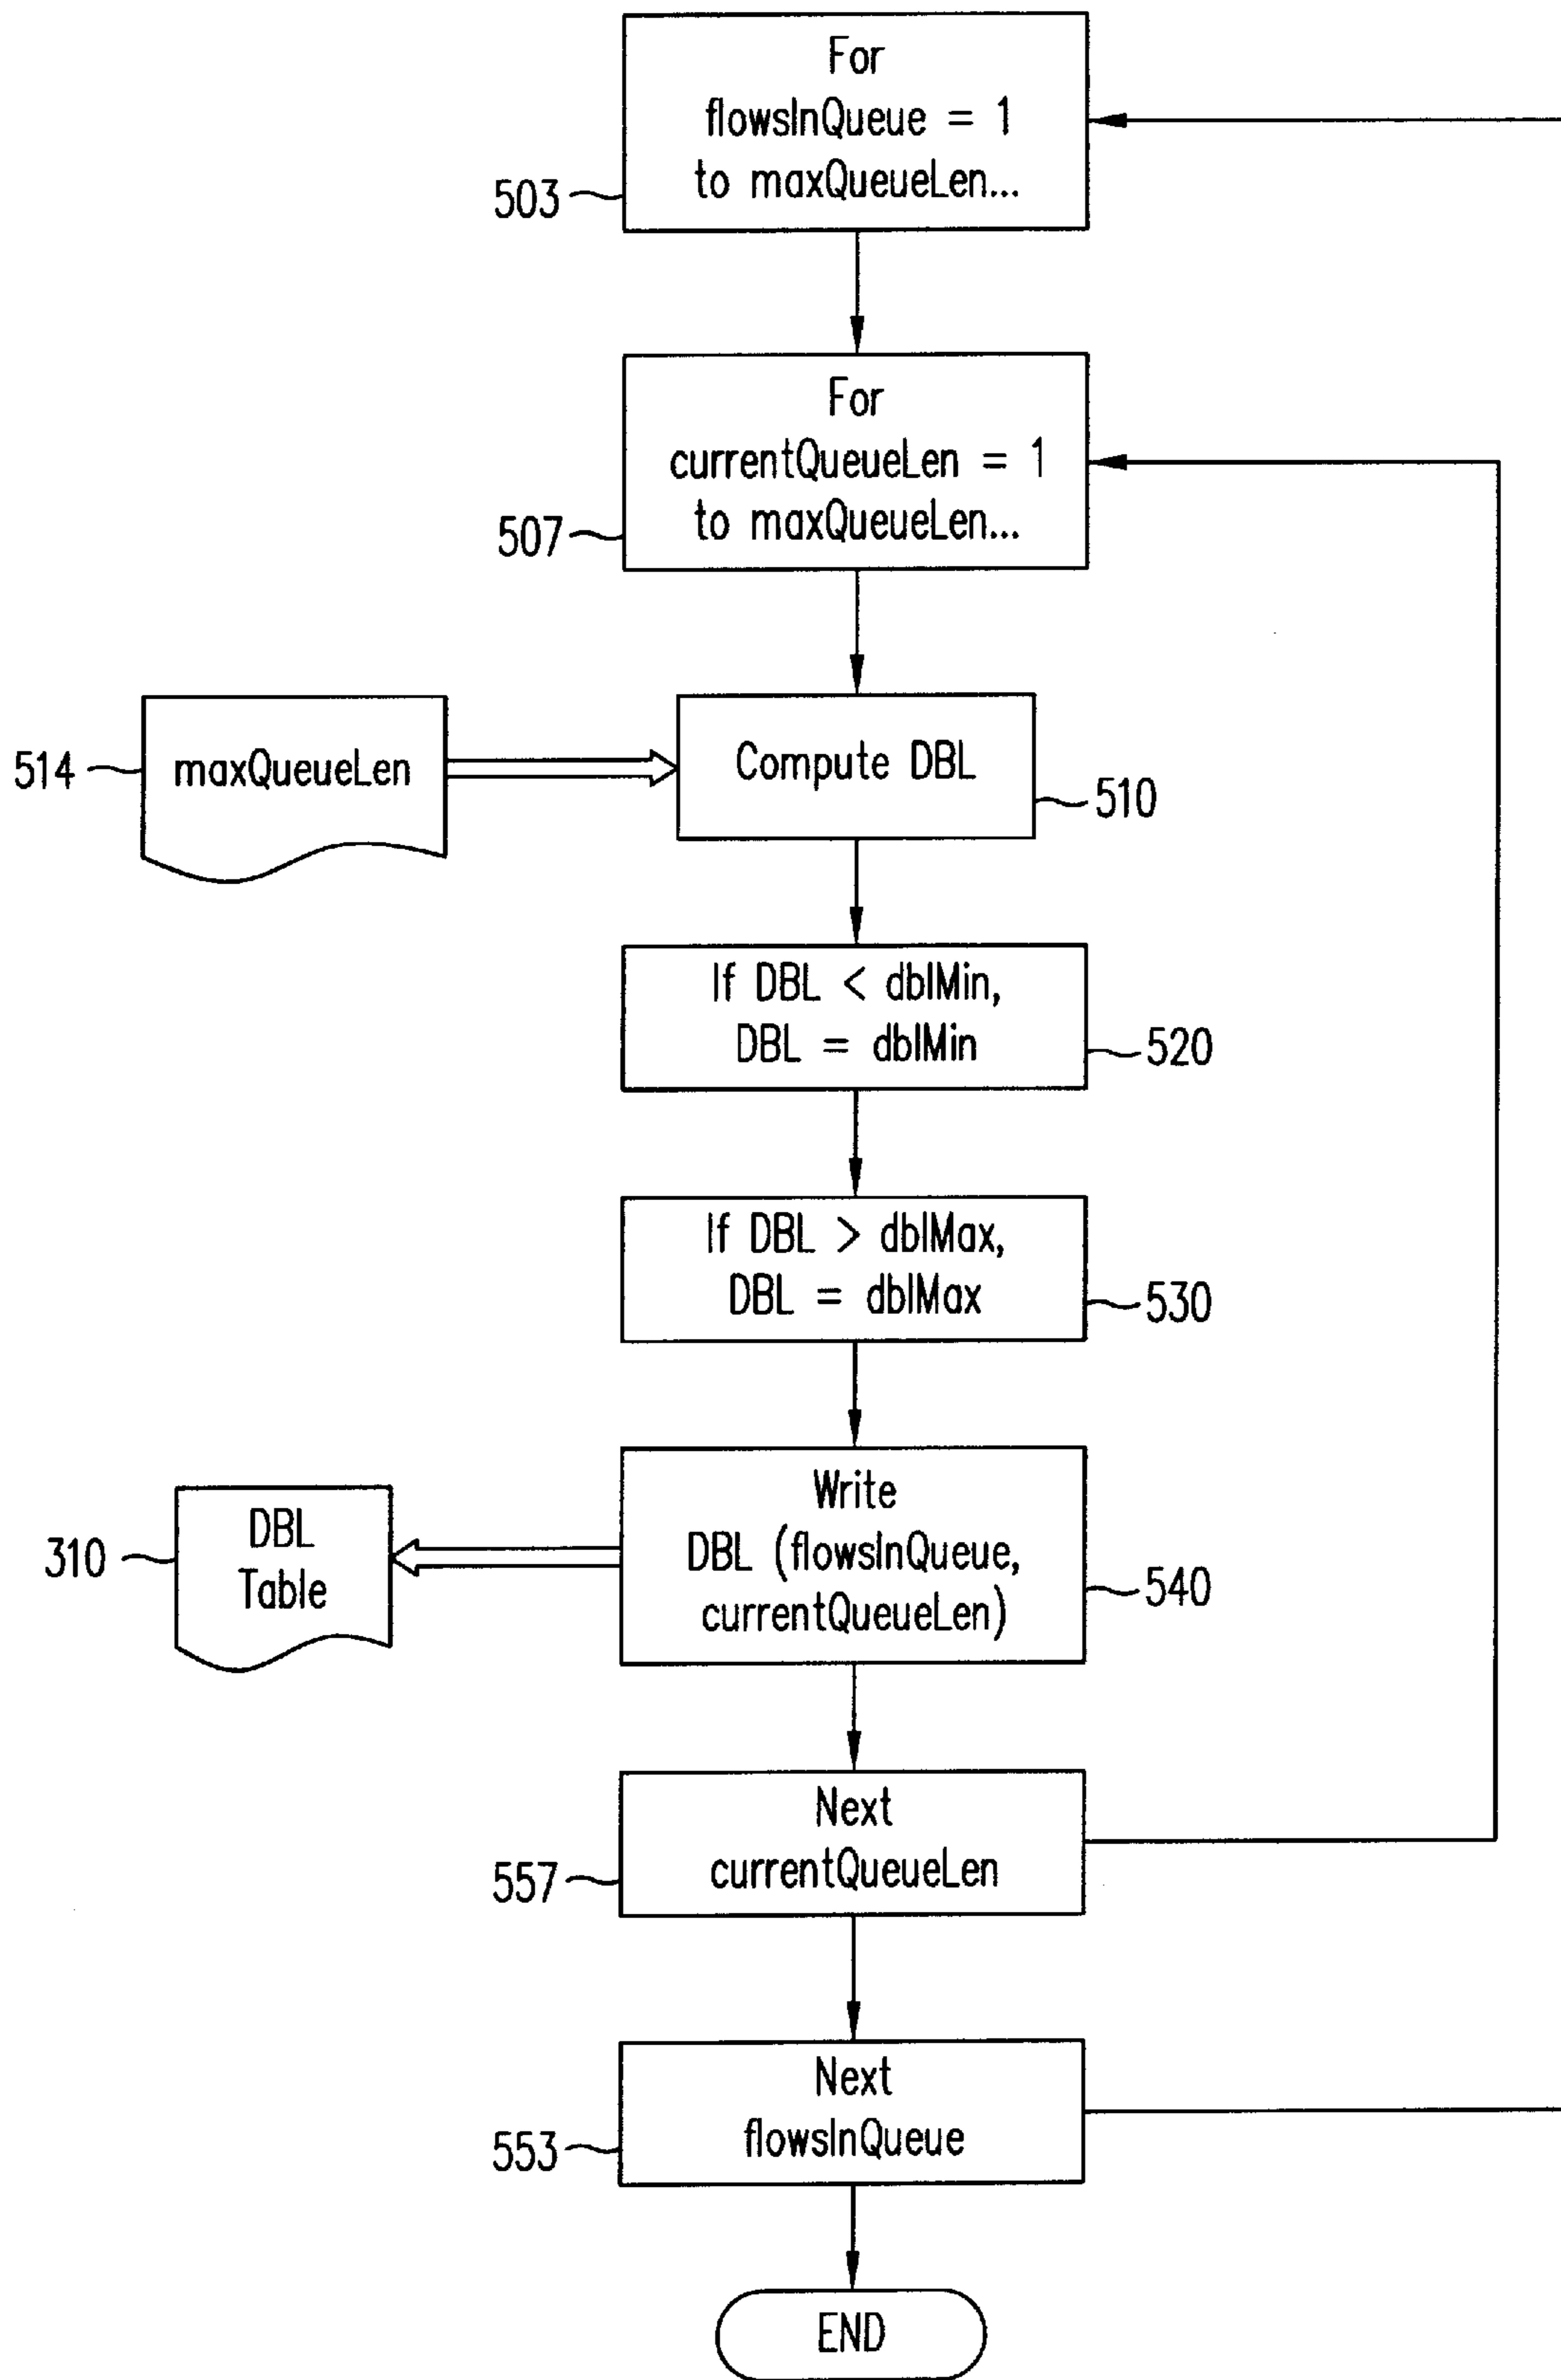 For
flowsInQueue = 1
to maxQueueLen...
503
For
currentQueueLen = 1
to maxQueueLen...
507
514
maxQueueLen
Compute DBL
510
If DBL < dblMin,
DBL = dblMin
520
If DBL > dblMax,
DBL = dblMax
530
310
DBL
Table
Write
DBL (flowsInQueue,
currentQueueLen)
540
Next
currentQueueLen
557
Next
flowsInQueue
553
END